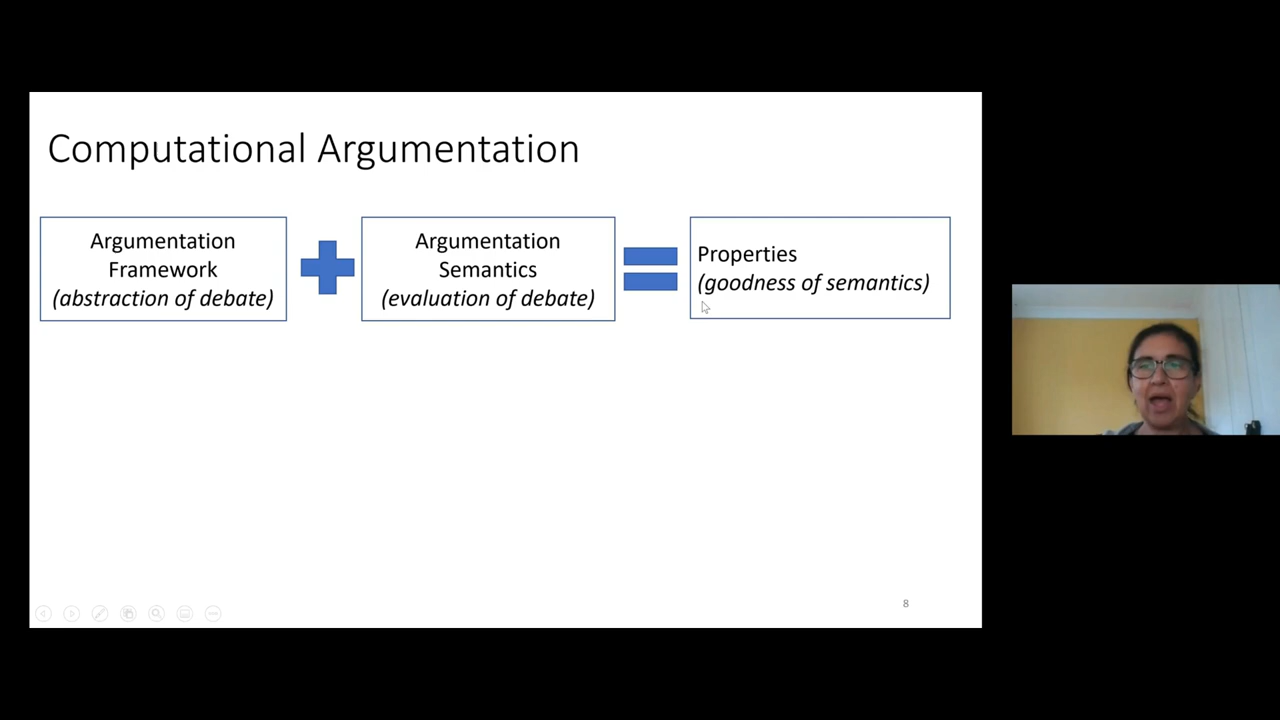 Computational Argumentation
Argumentation
Framework
(abstraction of debate)
Argumentation
Semantics
(evaluation of debate)
Properties
(goodness of semantics)
8